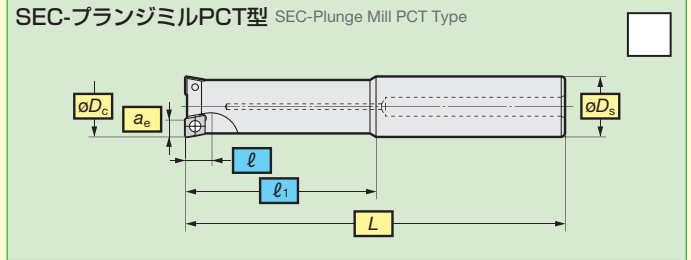 SEC-プランジミルPCT型 SEC-Plunge Mill PCT Type
øDc
ae
øDs
ℓ
ℓ1
L